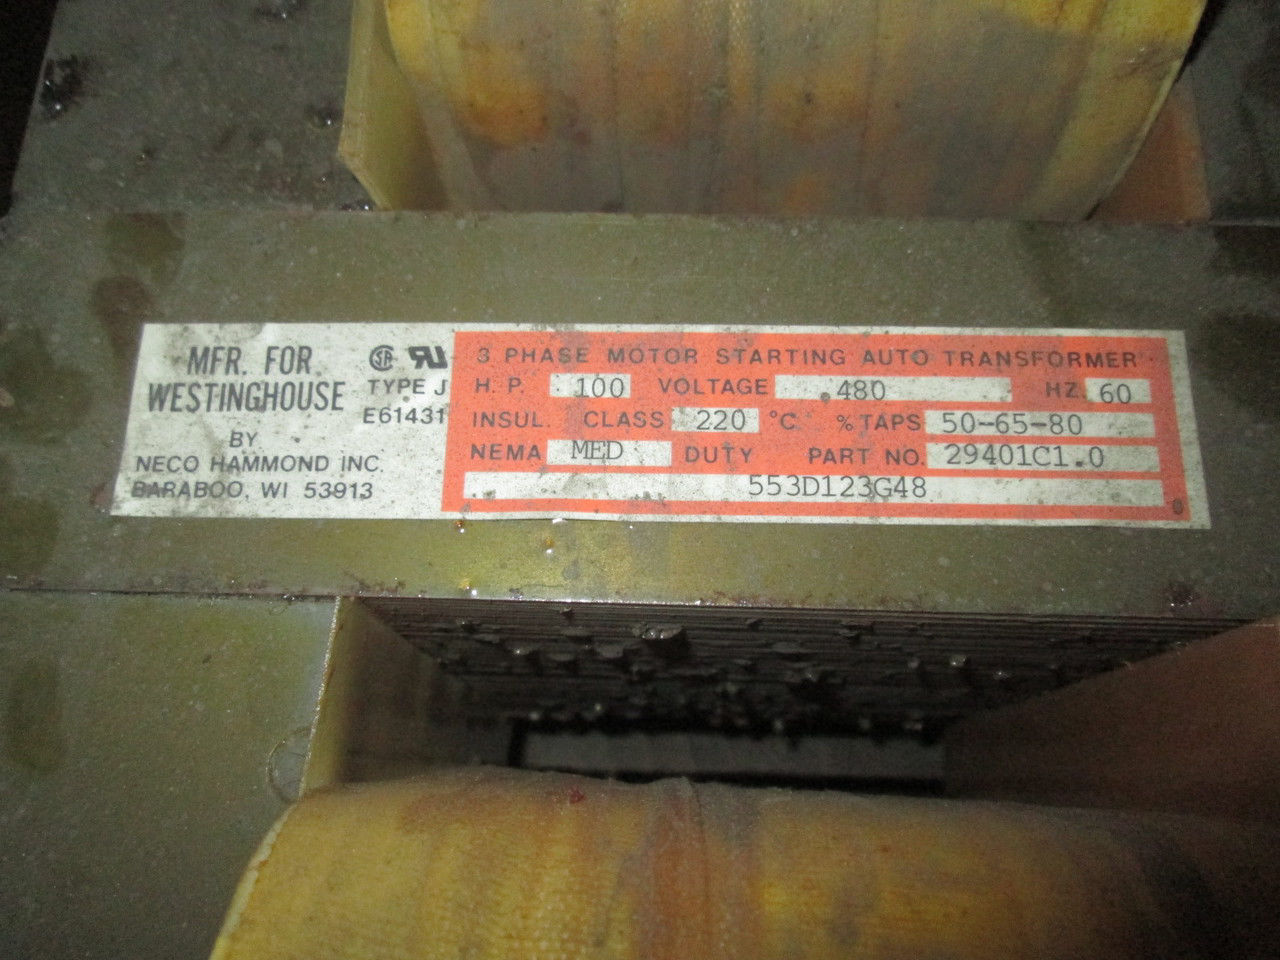 MFR. FOR
WESTINGHOUSE
BY
NECO HAMMOND INC.
BARABOO, WI 53913
SA RU
TYPE J
E61431
3 PHASE MOTOR STARTING AUTO TRANSFORMER
H. P. 100 VOLTAGE 480 HZ 60
INSUL. CLASS 220 °C % TAPS 50-65-80
NEMA MED DUTY PART NO. 29401C1.0
553D123G48